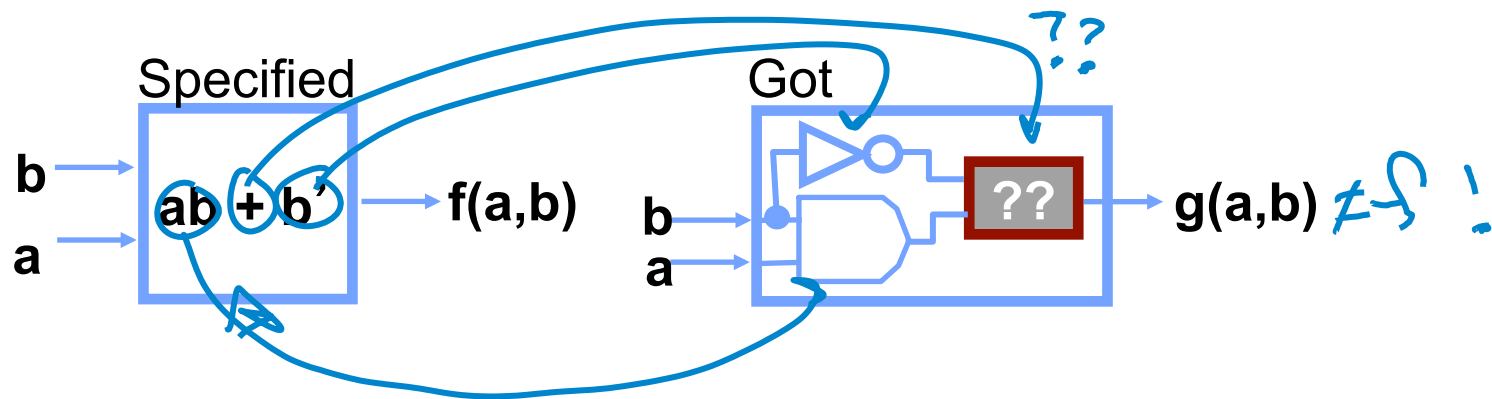 ??
Specified
Got
b
a
ab + b’
f(a,b)
b
a
??
g(a,b) ≠ f !